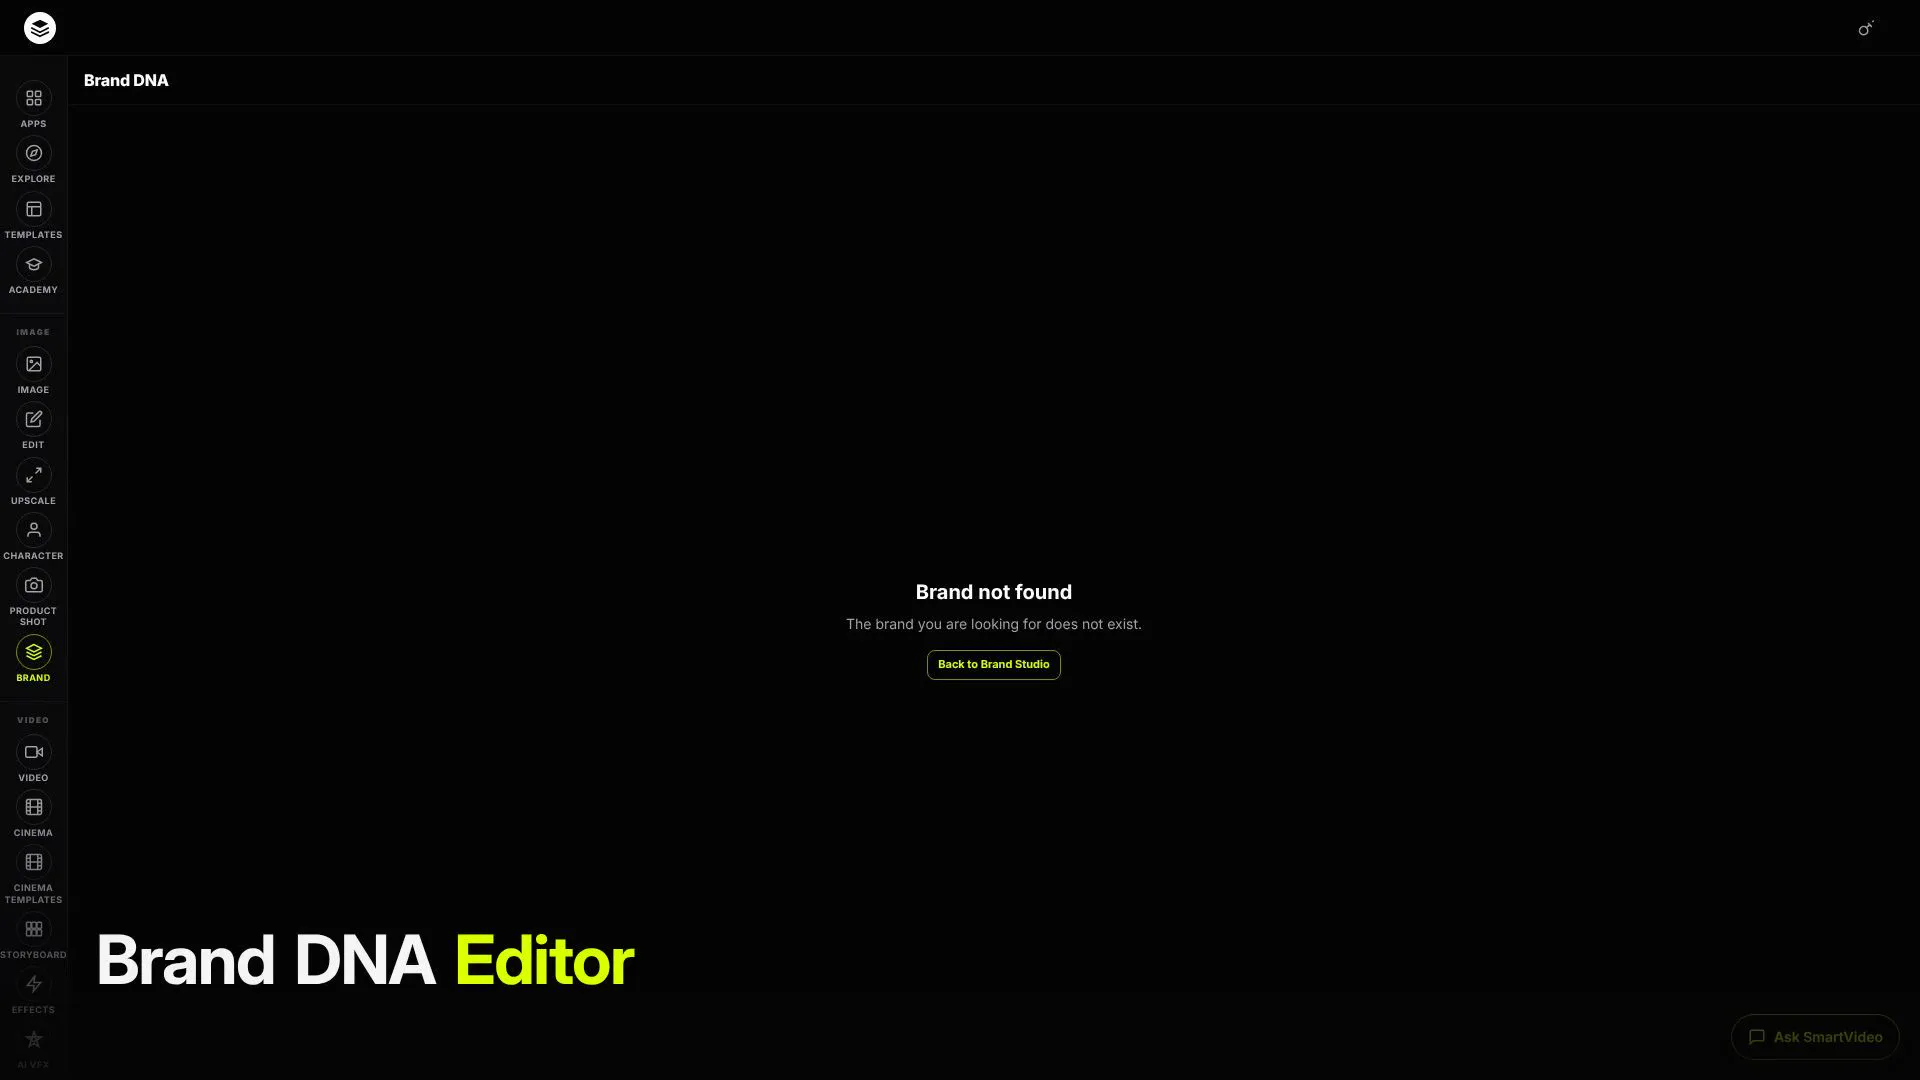 Brand DNA
APPS
EXPLORE
TEMPLATES
ACADEMY
IMAGE
IMAGE
EDIT
UPSCALE
CHARACTER
PRODUCT
SHOT
BRAND
VIDEO
VIDEO
CINEMA
CINEMA
TEMPLATES
STORYBOARD
EFFECTS
AI VFX
Brand not found
The brand you are looking for does not exist.
Back to Brand Studio
Brand DNA Editor
Ask SmartVideo